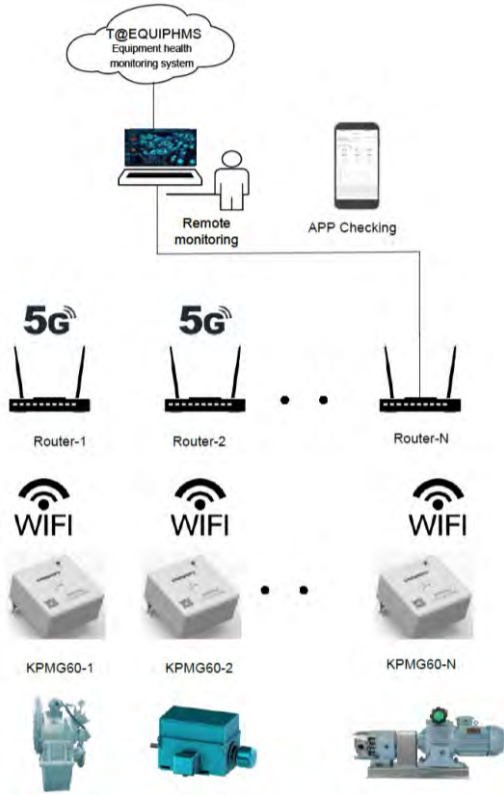 T@EQUIPHMS
Equipment health
monitoring system
Remote
monitoring
APP Checking
5G
5G
Router-1
Router-2
Router-N
WIFI
WIFI
WIFI
KPMG60-1
KPMG60-2
KPMG60-N